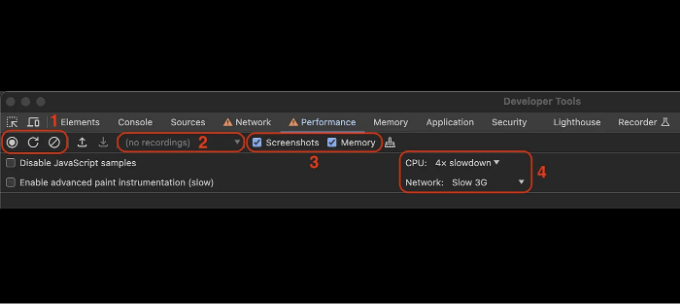 Developer Tools
1 Elements Console Sources Network Performance Memory Application Security Lighthouse Recorder
(no recordings) 2 Screenshots Memory
3
Disable JavaScript samples CPU: 4x slowdown
4
Enable advanced paint instrumentation (slow) Network: Slow 3G